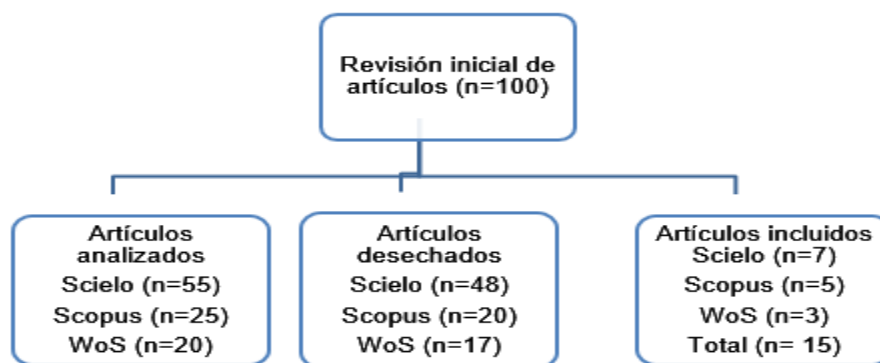 Revisión inicial de
artículos (n=100)
Artículos
analizados
Scielo (n=55)
Scopus (n=25)
WoS (n=20)
Artículos
desechados
Scielo (n=48)
Scopus (n=20)
WoS (n=17)
Artículos incluidos
Scielo (n=7)
Scopus (n=5)
WoS (n=3)
Total (n= 15)